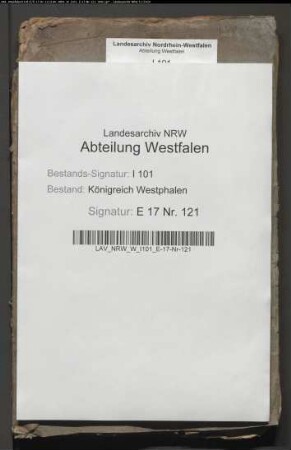 Landesarchiv Nordrhein-Westfalen
Abteilung Westfalen
I 101
Landesarchiv NRW
Abteilung Westfalen
Bestands-Signatur: I 101
Bestand: Königreich Westphalen
Signatur: E 17 Nr. 121
LAV_NRW_W_I101_E-17-Nr-121